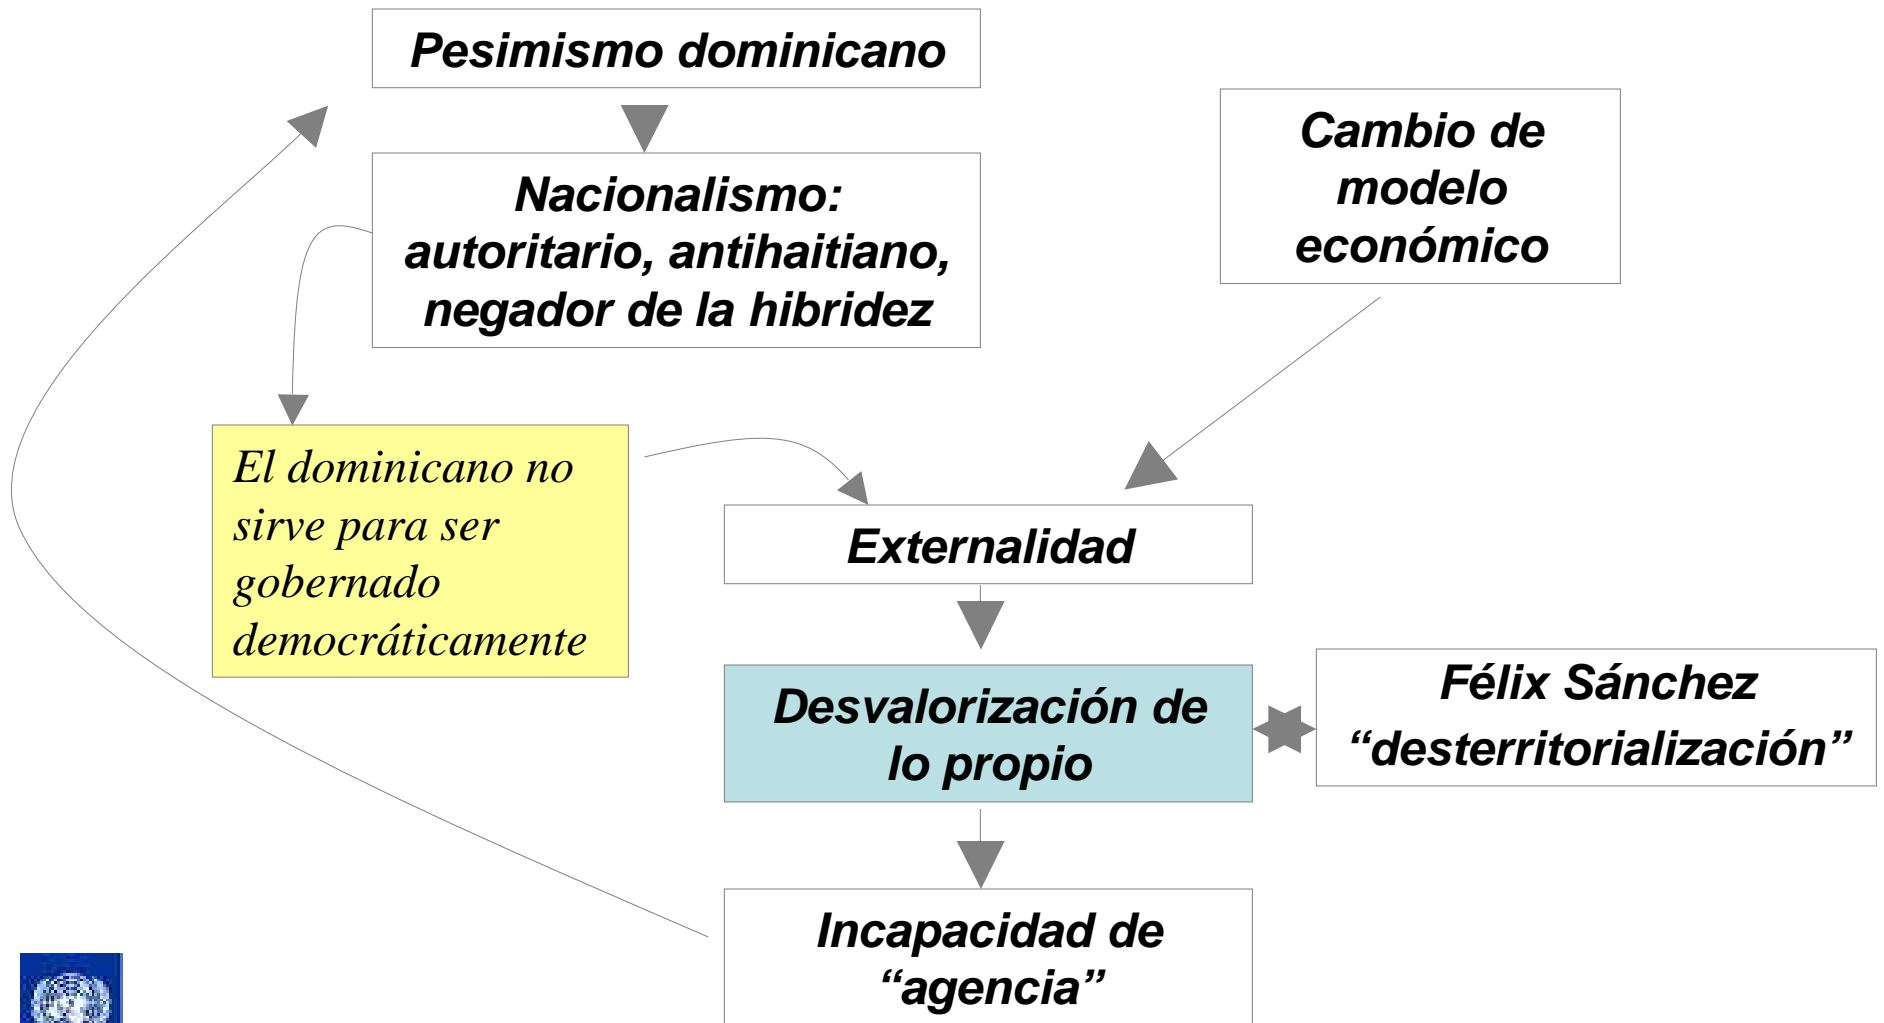 Pesimismo dominicano
Nacionalismo:
autoritario, antihaitiano,
negador de la hibridez
Cambio de
modelo
económico
El dominicano no
sirve para ser
gobernado
democráticamente
Externalidad
Desvalorización de
lo propio
Félix Sánchez
“desterritorialización”
Incapacidad de
“agencia”